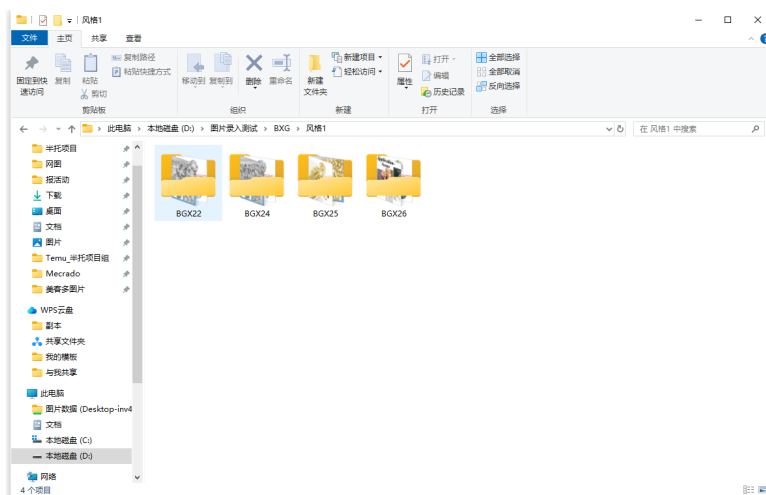 风格1
文件 主页 共享 查看
固定到快速访问
复制
粘贴
复制路径
粘贴快捷方式
剪切
剪贴板
移动到 复制到 删除 重命名
组织
新建文件夹
新建项目
轻松访问
新建
属性
打开
编辑
历史记录
打开
全部选择
全部取消
反向选择
选择
此电脑 › 本地磁盘 (D:) › 图片录入测试 › BXG › 风格1
在 风格1 中搜索
半托项目
网图
报活动
下载
桌面
文档
图片
Temu_半托项目组
Mecrado
美客多图片
WPS云盘
副本
共享文件夹
我的模板
与我共享
此电脑
图片数据 (Desktop-inv4
文档
本地磁盘 (C:)
本地磁盘 (D:)
网络
BGX22 BGX24 BGX25 BGX26
4 个项目